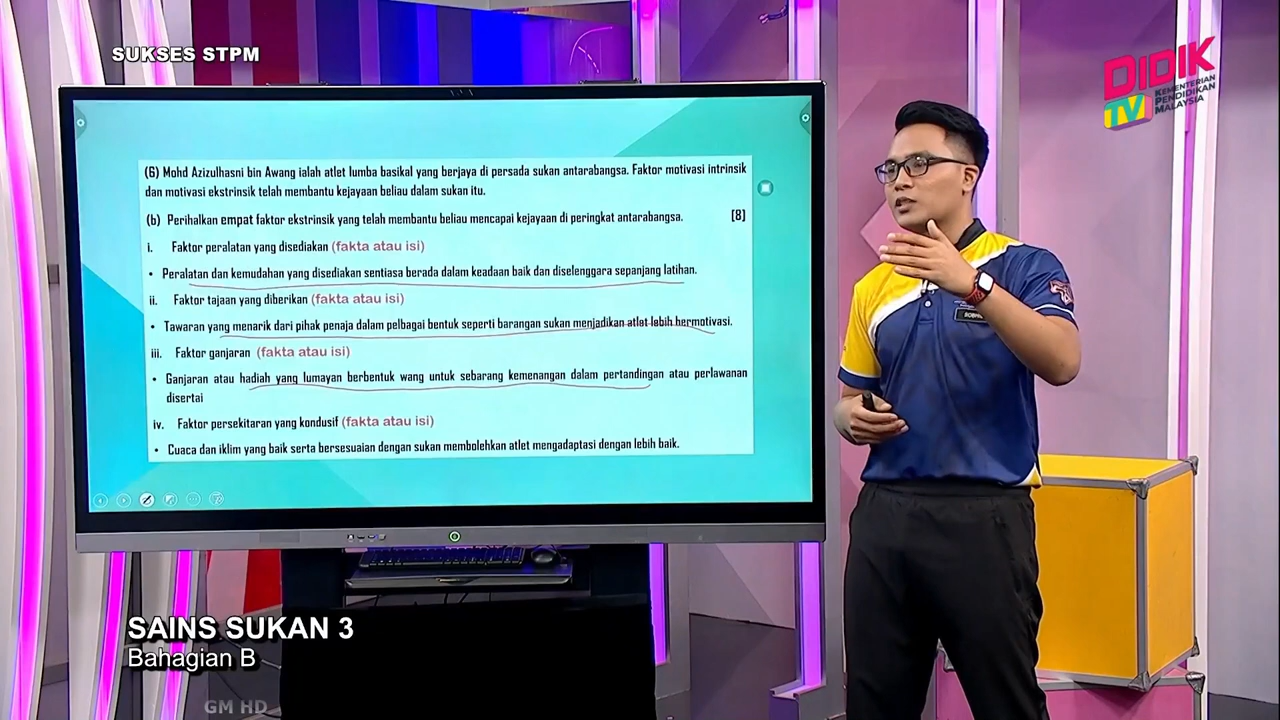 SUKSES STPM
DIDIK
TV
KEMENTERIAN
PENDIDIKAN
MALAYSIA
(6) Mohd Azizulhasni bin Awang ialah atlet lumba basikal yang berjaya di persada sukan antarabangsa. Faktor motivasi intrinsik
dan motivasi ekstrinsik telah membantu kejayaan beliau dalam sukan itu.
(b) Perihalkan empat faktor ekstrinsik yang telah membantu beliau mencapai kejayaan di peringkat antarabangsa. [8]
i. Faktor peralatan yang disediakan (fakta atau isi)
• Peralatan dan kemudahan yang disediakan sentiasa berada dalam keadaan baik dan diselenggara sepanjang latihan.
ii. Faktor tajaan yang diberikan (fakta atau isi)
• Tawaran yang menarik dari pihak penaja dalam pelbagai bentuk seperti barangan sukan menjadikan atlet lebih bermotivasi.
iii. Faktor ganjaran (fakta atau isi)
• Ganjaran atau hadiah yang lumayan berbentuk wang untuk sebarang kemenangan dalam pertandingan atau perlawanan
disertai
iv. Faktor persekitaran yang kondusif (fakta atau isi)
• Cuaca dan iklim yang baik serta bersesuaian dengan sukan membolehkan atlet mengadaptasi dengan lebih baik.
SAINS SUKAN 3
Bahagian B
GM HD